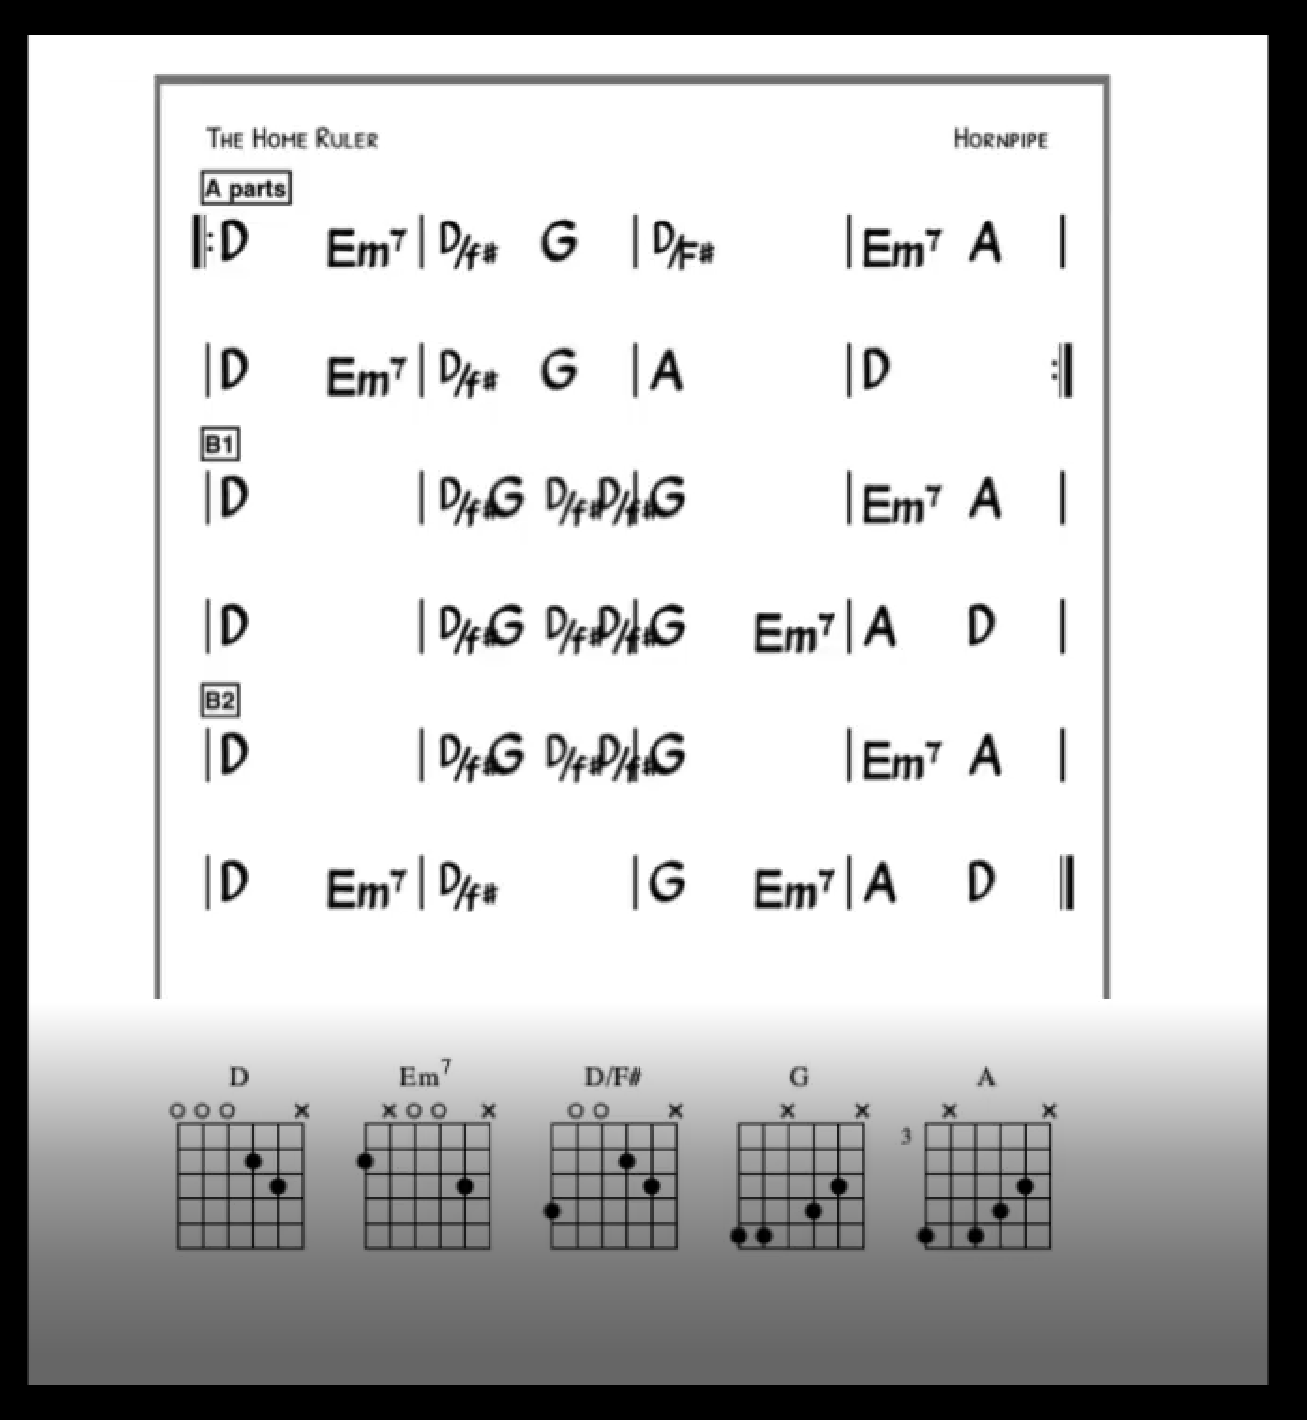 THE HOME RULER HORNPIPE
A parts
|: D Em7 | D/f# G | D/F# | Em7 A |
| D Em7 | D/f# G | A | D :|
B1
| D | D/f# G D/f# D/f# | G | Em7 A |
| D | D/f# G D/f# D/f# | G Em7 | A D |
B2
| D | D/f# G D/f# D/f# | G | Em7 A |
| D Em7 | D/f# | G Em7 | A D ||
D Em7 D/F# G A
o o o x x o o x o o x x x x x
3